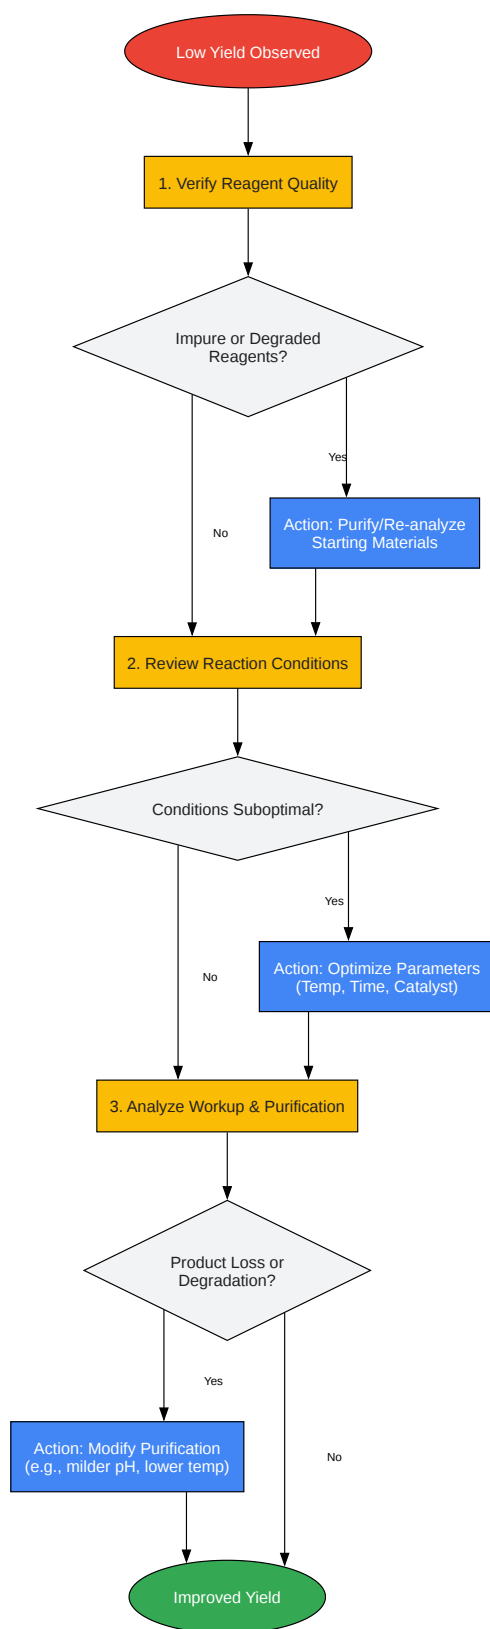 Low Yield Observed
1. Verify Reagent Quality
Impure or Degraded
Reagents?
Yes
No
Action: Purify/Re-analyze
Starting Materials
2. Review Reaction Conditions
Conditions Suboptimal?
Yes
No
Action: Optimize Parameters
(Temp, Time, Catalyst)
3. Analyze Workup & Purification
Product Loss or
Degradation?
Yes
No
Action: Modify Purification
(e.g., milder pH, lower temp)
Improved Yield